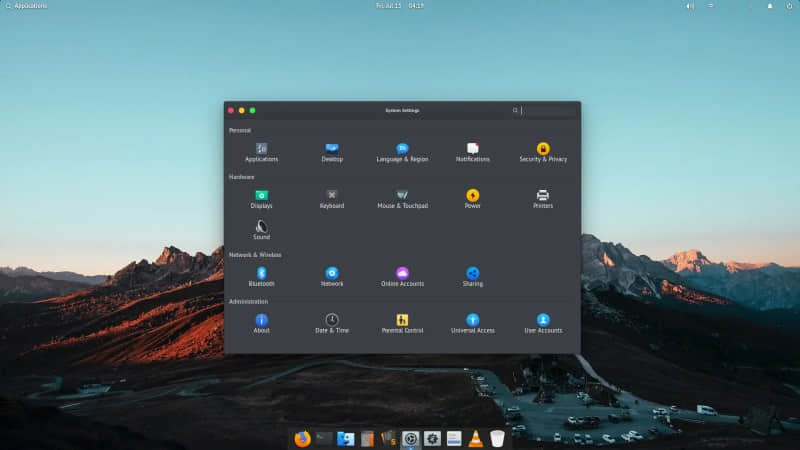 Applications
Fri, Jul 15 04:19
System Settings
Personal
Applications
Desktop
Language & Region
Notifications
Security & Privacy
Hardware
Displays
Keyboard
Mouse & Touchpad
Power
Printers
Sound
Network & Wireless
Bluetooth
Network
Online Accounts
Sharing
Administration
About
Date & Time
Parental Control
Universal Access
User Accounts